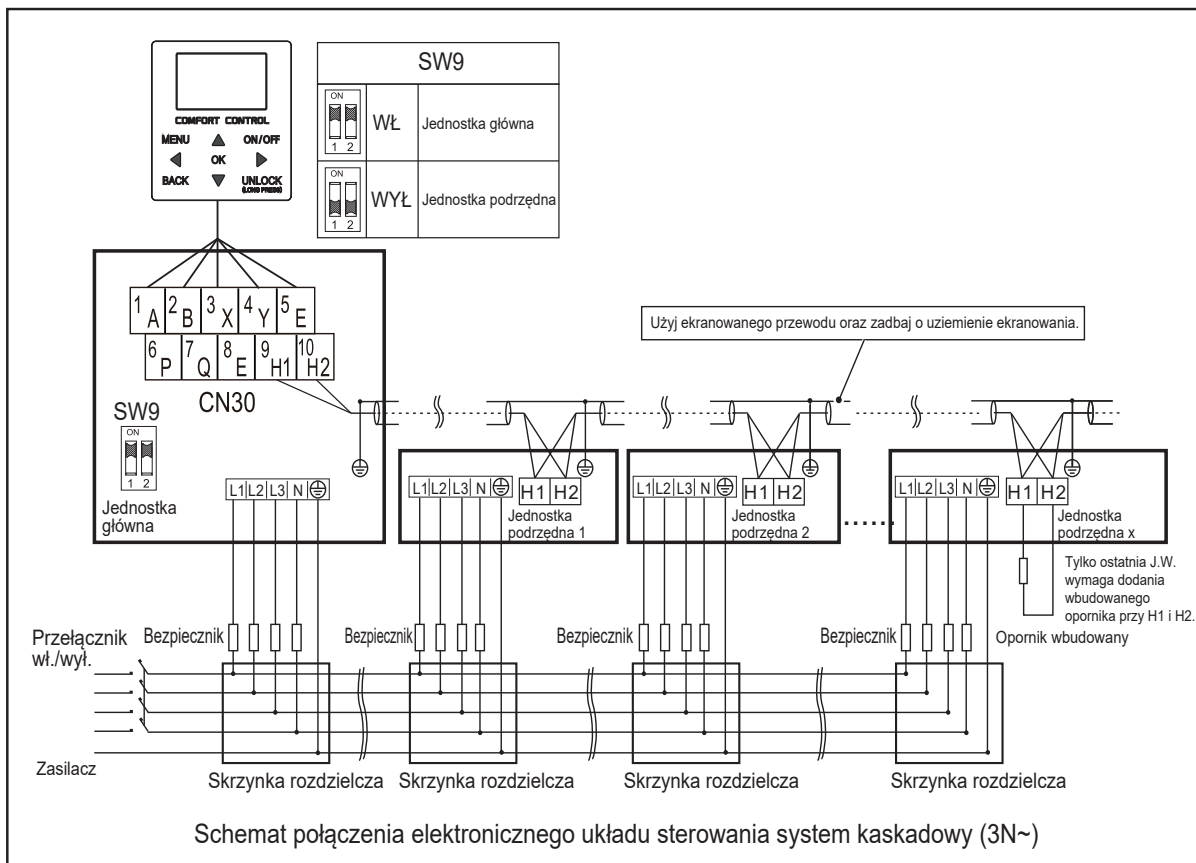 COMFORT CONTROL
MENU ON/OFF
OK
BACK UNLOCK
(LONG PRESS)
SW9
ON
1 2
WŁ Jednostka główna
ON
1 2
WYŁ Jednostka podrzędna
1 A 2 B 3 X 4 Y 5 E
6 P 7 Q 8 E 9 H1 10 H2
CN30
SW9
ON
1 2
Jednostka
główna
Użyj ekranowanego przewodu oraz zadbaj o uziemienie ekranowania.
L1 L2 L3 N
L1 L2 L3 N
H1 H2
Jednostka
podrzędna 1
L1 L2 L3 N
H1 H2
Jednostka
podrzędna 2
L1 L2 L3 N
H1 H2
Jednostka
podrzędna x
Tylko ostatnia J.W.
wymaga dodania
wbudowanego
opornika przy H1 i H2.
Opornik wbudowany
Przełącznik
wł./wył.
Bezpiecznik
Bezpiecznik
Bezpiecznik
Bezpiecznik
Zasilacz
Skrzynka rozdzielcza
Skrzynka rozdzielcza
Skrzynka rozdzielcza
Skrzynka rozdzielcza
Schemat połączenia elektronicznego układu sterowania system kaskadowy (3N~)